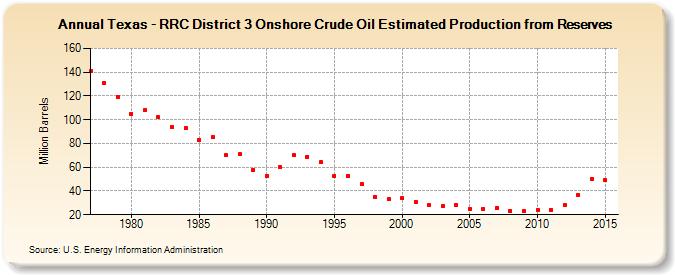 Annual Texas - RRC District 3 Onshore Crude Oil Estimated Production from Reserves
Million Barrels
160
140
120
100
80
60
40
20
1980 1985 1990 1995 2000 2005 2010 2015
Source: U.S. Energy Information Administration